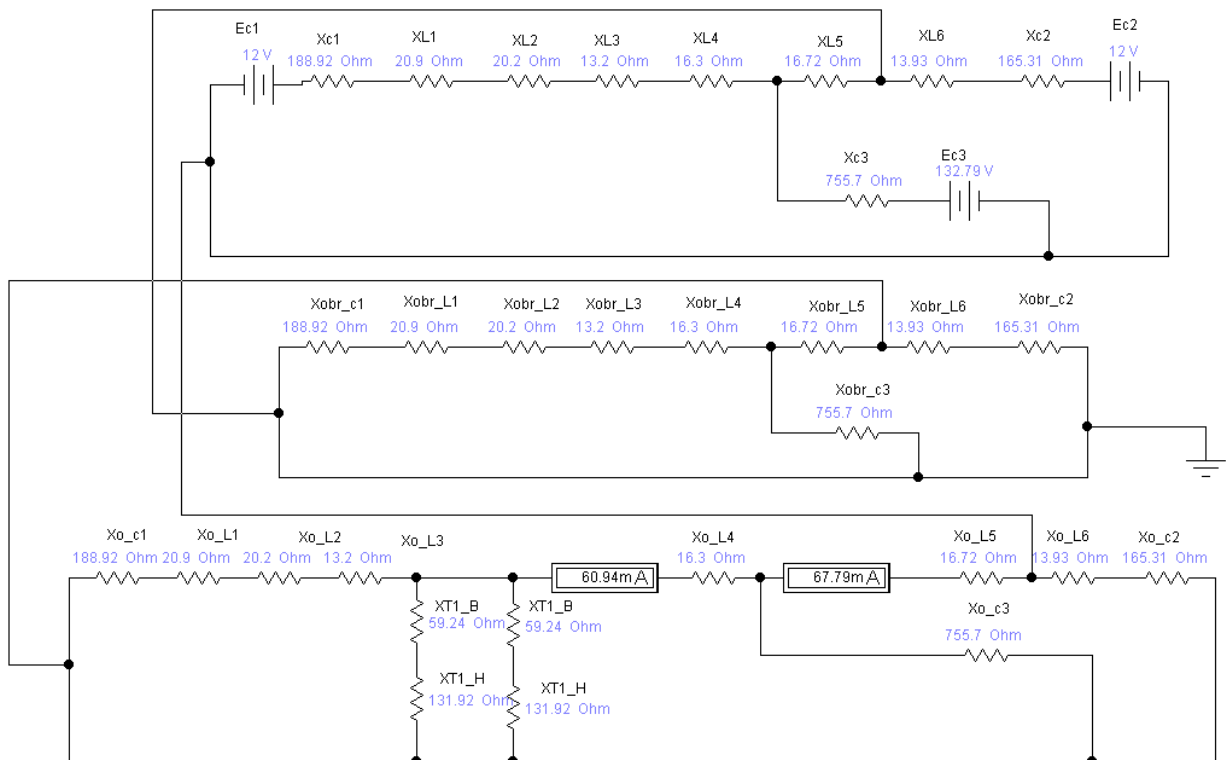 Ec1 Xc1 XL1 XL2 XL3 XL4 XL5 XL6 Xc2 Ec2
12 V 188.92 Ohm 20.9 Ohm 20.2 Ohm 13.2 Ohm 16.3 Ohm 16.72 Ohm 13.93 Ohm 165.31 Ohm 12 V
Xc3 Ec3
755.7 Ohm 132.79 V
Xobr_c1 Xobr_L1 Xobr_L2 Xobr_L3 Xobr_L4 Xobr_L5 Xobr_L6 Xobr_c2
188.92 Ohm 20.9 Ohm 20.2 Ohm 13.2 Ohm 16.3 Ohm 16.72 Ohm 13.93 Ohm 165.31 Ohm
Xobr_c3
755.7 Ohm
Xo_c1 Xo_L1 Xo_L2 Xo_L3 Xo_L4 Xo_L5 Xo_L6 Xo_c2
188.92 Ohm 20.9 Ohm 20.2 Ohm 13.2 Ohm 16.3 Ohm 16.72 Ohm 13.93 Ohm 165.31 Ohm
60.94mA 67.79mA
XT1_B XT1_B Xo_c3
59.24 Ohm 59.24 Ohm 755.7 Ohm
XT1_H XT1_H
131.92 Ohm 131.92 Ohm